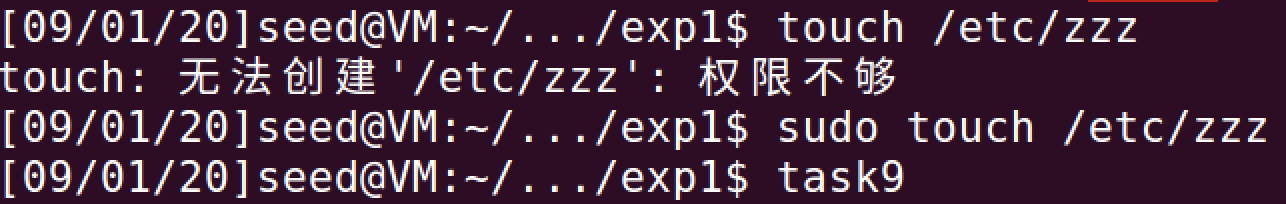 [09/01/20]seed@VM:~/.../exp1$ touch /etc/zzz
touch: 无法创建'/etc/zzz': 权限不够
[09/01/20]seed@VM:~/.../exp1$ sudo touch /etc/zzz
[09/01/20]seed@VM:~/.../exp1$ task9